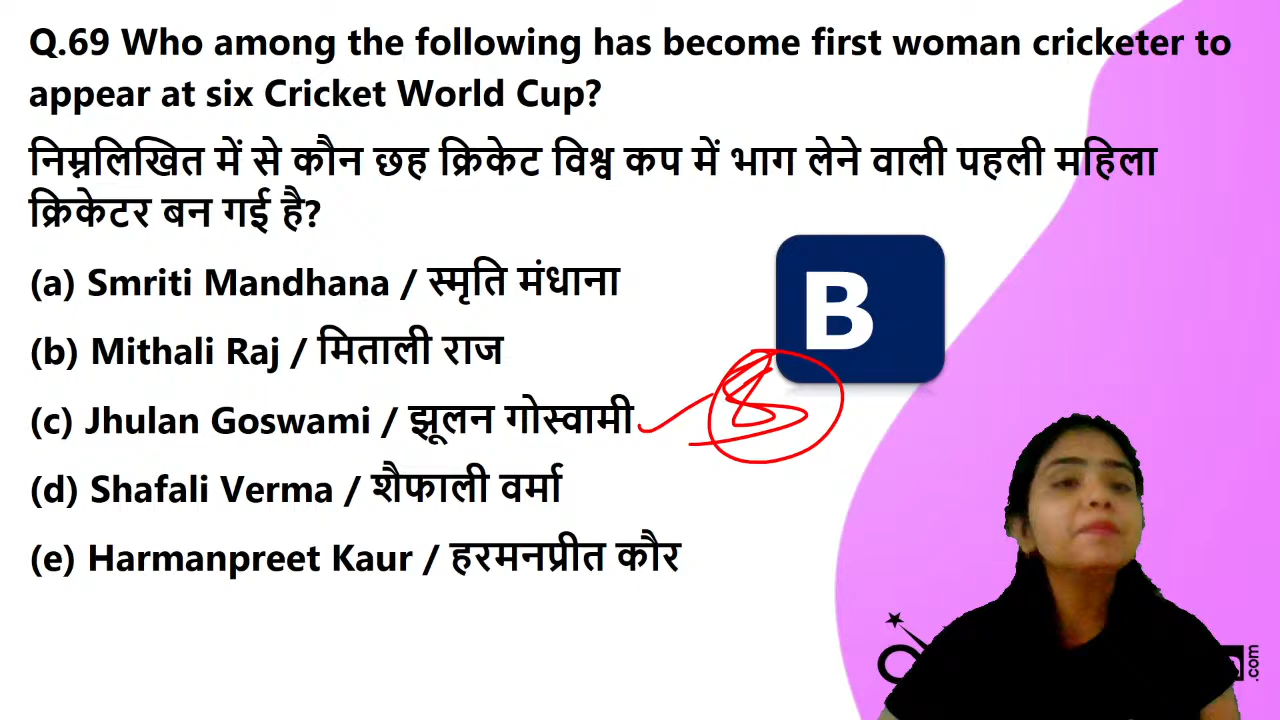 Q.69 Who among the following has become first woman cricketer to
appear at six Cricket World Cup?
निम्नलिखित में से कौन छह क्रिकेट विश्व कप में भाग लेने वाली पहली महिला
क्रिकेटर बन गई है?
(a) Smriti Mandhana / स्मृति मंधाना
B
(b) Mithali Raj / मिताली राज
(c) Jhulan Goswami / झूलन गोस्वामी
(d) Shafali Verma / शैफाली वर्मा
(e) Harmanpreet Kaur / हरमनप्रीत कौर
.com